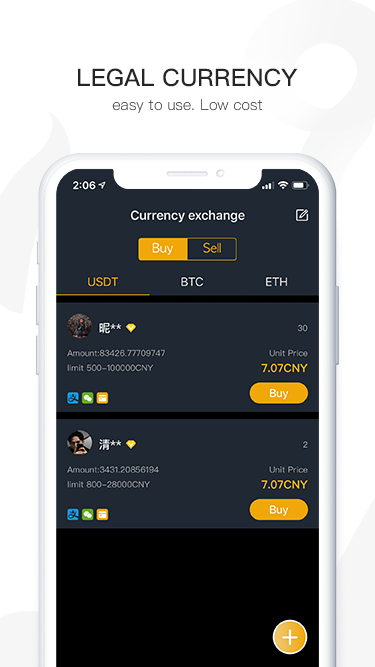 LEGAL CURRENCY
easy to use. Low cost
2:06
Currency exchange
Buy Sell
USDT BTC ETH
昵** 30
Amount:83426.77709747 Unit Price
limit 500-100000CNY 7.07CNY
Buy
清** 2
Amount:3431.20856194 Unit Price
limit 800-28000CNY 7.07CNY
Buy